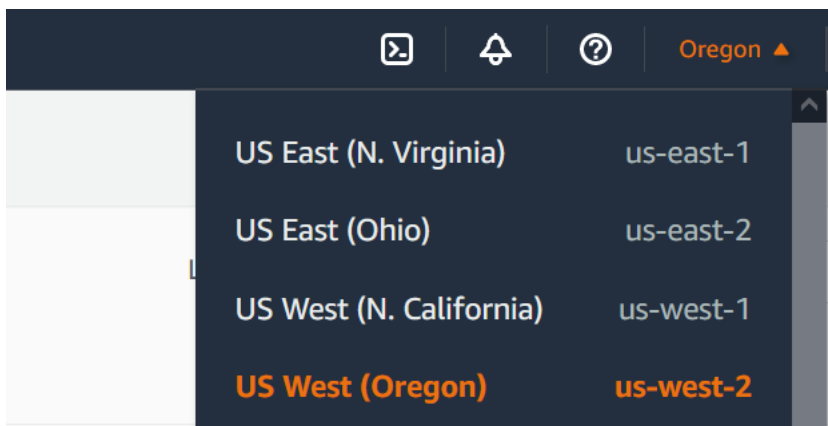 Oregon
US East (N. Virginia) us-east-1
US East (Ohio) us-east-2
L
US West (N. California) us-west-1
US West (Oregon) us-west-2